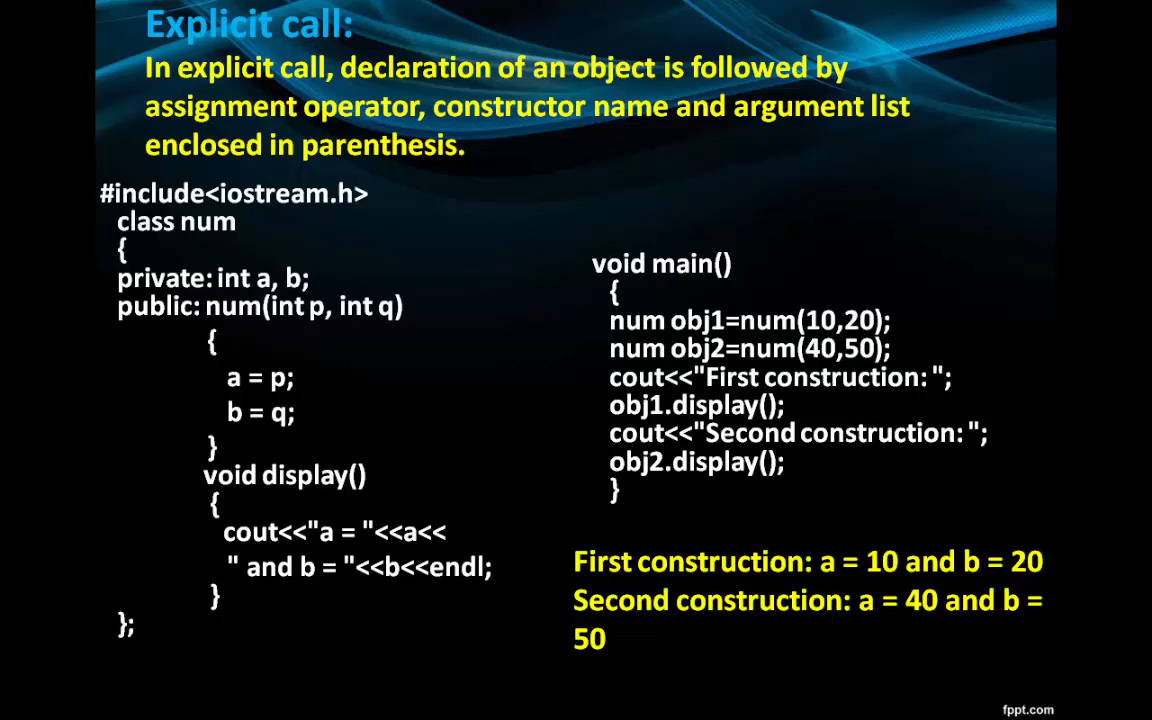 Explicit call:
In explicit call, declaration of an object is followed by
assignment operator, constructor name and argument list
enclosed in parenthesis.
#include<iostream.h>
class num
{
private: int a, b;
public: num(int p, int q)
{
a = p;
b = q;
}
void display()
{
cout<<"a = "<<a<<
" and b = "<<b<<endl;
}
};
void main()
{
num obj1=num(10,20);
num obj2=num(40,50);
cout<<"First construction: ";
obj1.display();
cout<<"Second construction: ";
obj2.display();
}
First construction: a = 10 and b = 20
Second construction: a = 40 and b =
50
fppt.com